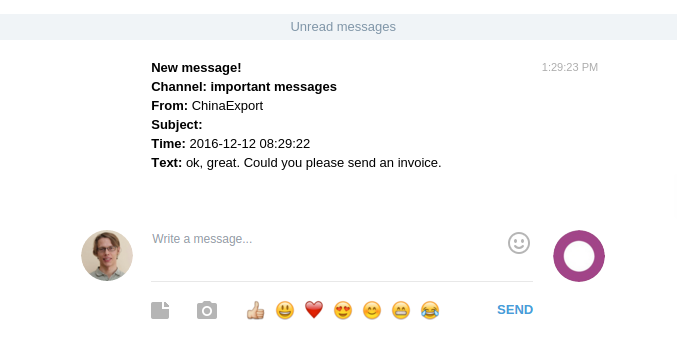 Unread messages
New message! 1:29:23 PM
Channel: important messages
From: ChinaExport
Subject:
Time: 2016-12-12 08:29:22
Text: ok, great. Could you please send an invoice.
Write a message...
SEND